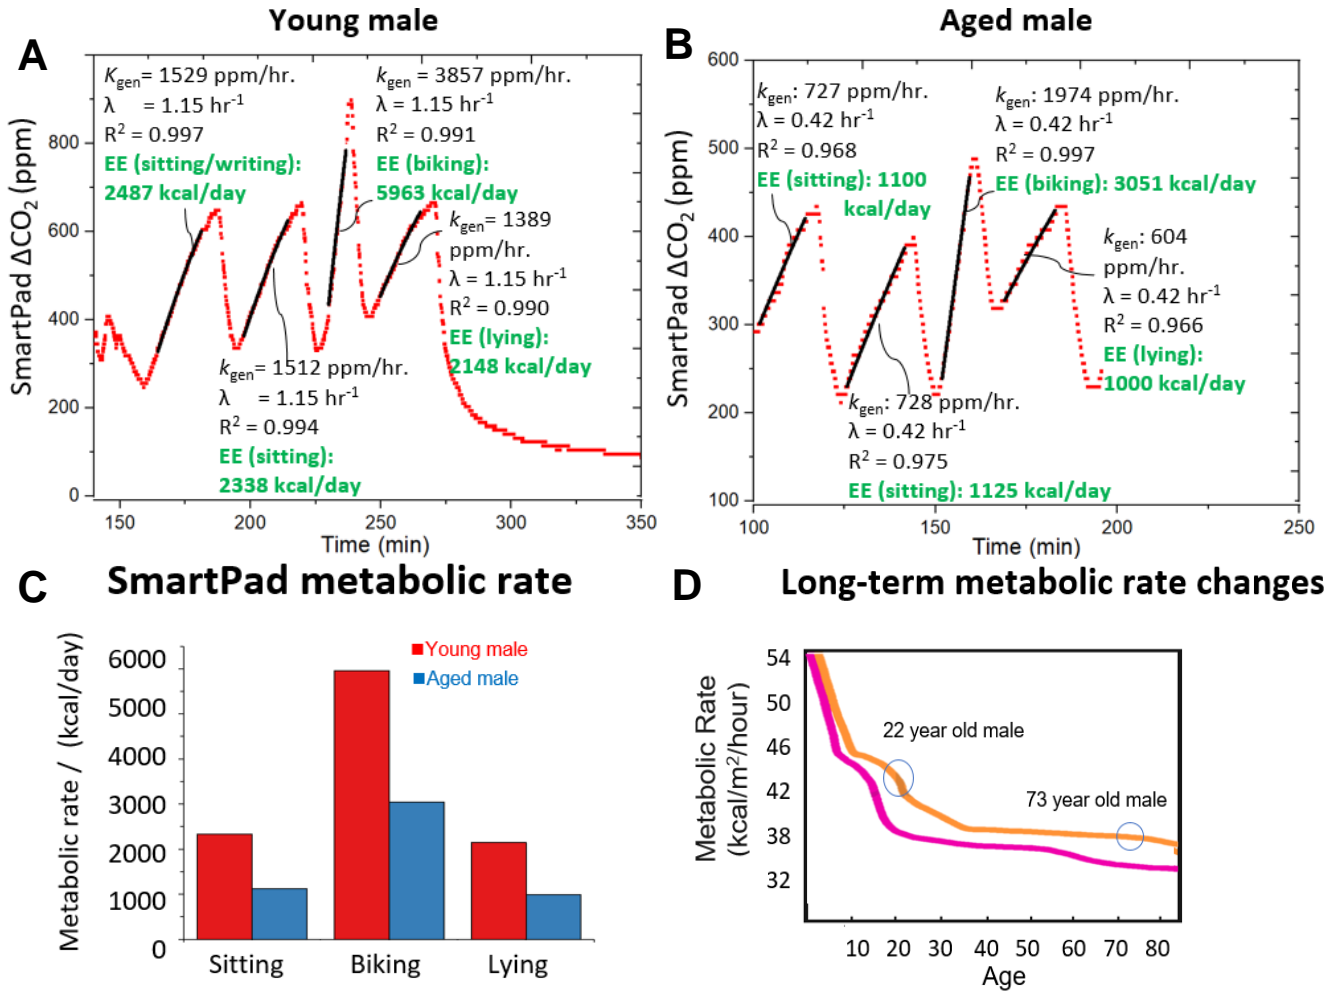 Young male
Aged male
A
B
K_gen= 1529 ppm/hr.
λ = 1.15 hr⁻¹
R² = 0.997
EE (sitting/writing):
2487 kcal/day
k_gen= 3857 ppm/hr.
λ = 1.15 hr⁻¹
R² = 0.991
EE (biking):
5963 kcal/day
k_gen= 1389
ppm/hr.
λ = 1.15 hr⁻¹
R² = 0.990
EE (lying):
2148 kcal/day
k_gen= 1512 ppm/hr.
λ = 1.15 hr⁻¹
R² = 0.994
EE (sitting):
2338 kcal/day
SmartPad ΔCO₂ (ppm)
800
600
400
200
0
150 200 250 300 350
Time (min)
k_gen: 727 ppm/hr.
λ = 0.42 hr⁻¹
R² = 0.968
EE (sitting): 1100
kcal/day
k_gen: 1974 ppm/hr.
λ = 0.42 hr⁻¹
R² = 0.997
EE (biking): 3051 kcal/day
k_gen: 604
ppm/hr.
λ = 0.42 hr⁻¹
R² = 0.966
EE (lying):
1000 kcal/day
k_gen: 728 ppm/hr.
λ = 0.42 hr⁻¹
R² = 0.975
EE (sitting): 1125 kcal/day
SmartPad ΔCO₂ (ppm)
600
500
400
300
200
100
100 150 200 250
Time (min)
C
SmartPad metabolic rate
Young male
Aged male
Metabolic rate / (kcal/day)
6000
5000
4000
3000
2000
1000
0
Sitting Biking Lying
D
Long-term metabolic rate changes
Metabolic Rate
(kcal/m²/hour)
54
50
46
42
38
32
22 year old male
73 year old male
10 20 30 40 50 60 70 80
Age